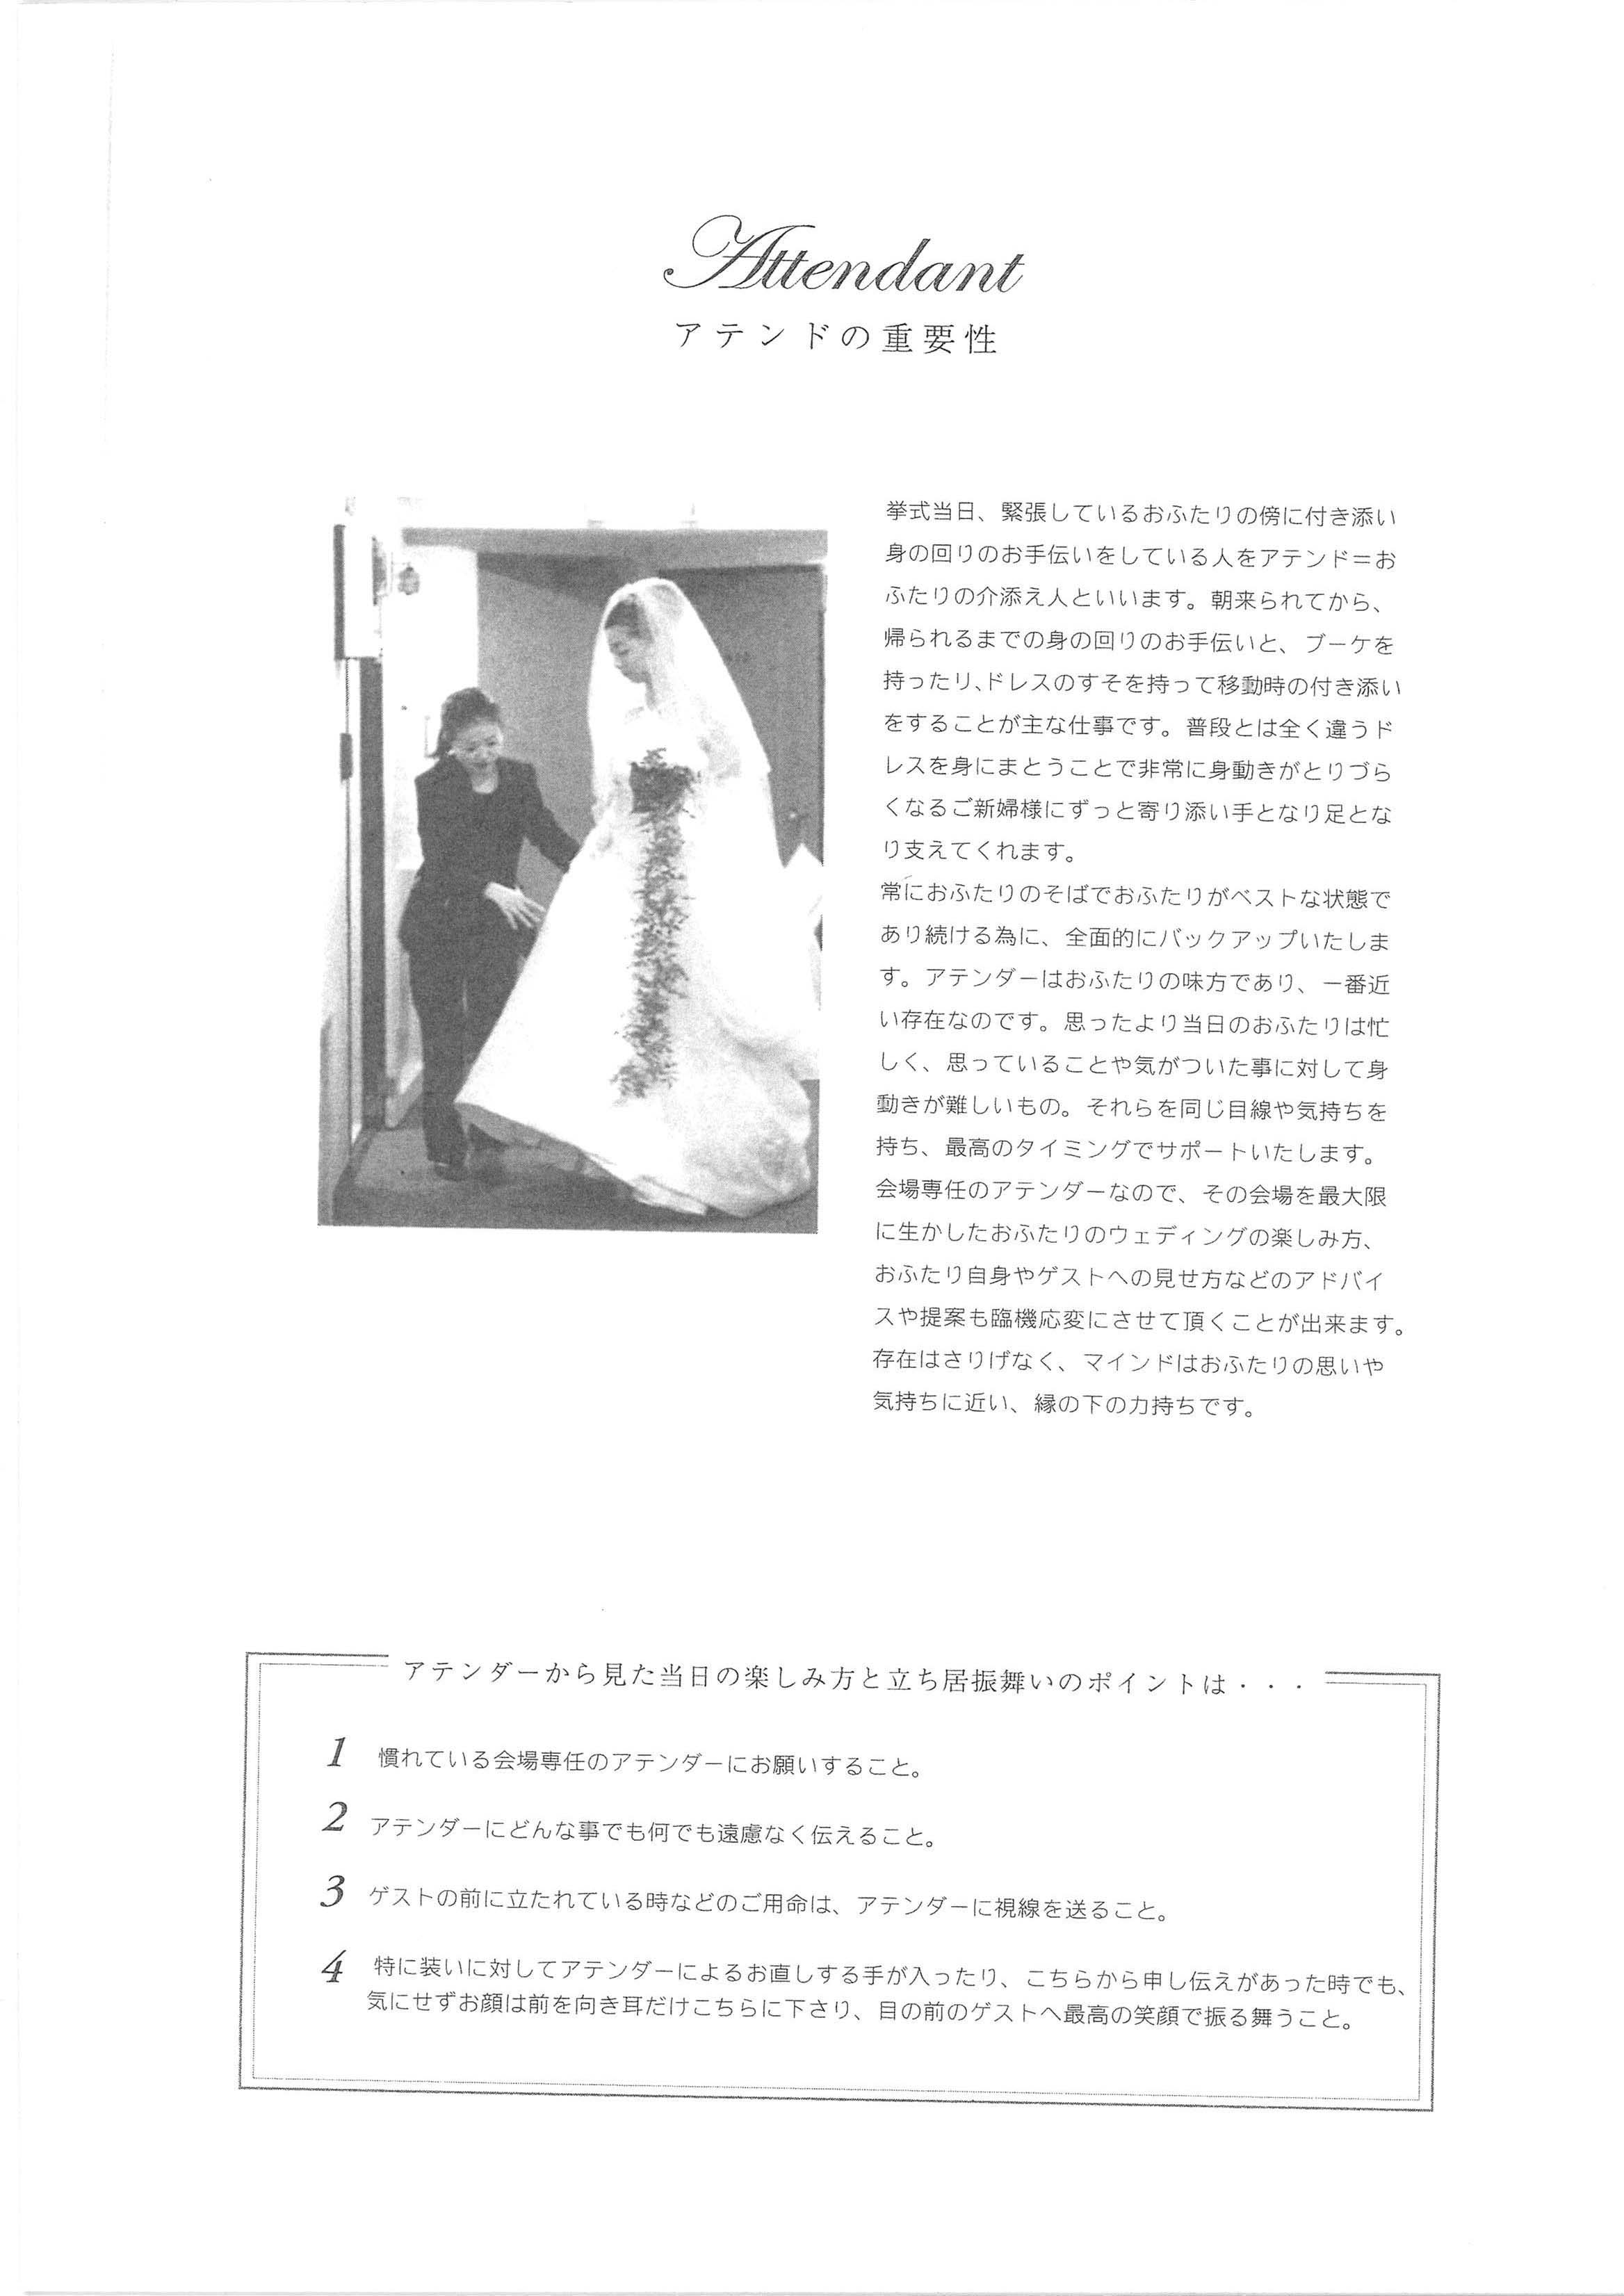 Attendant
アテンドの重要性
挙式当日、緊張しているおふたりの傍に付き添い
身の回りのお手伝いをしている人をアテンド＝お
ふたりの介添え人といいます。朝来られてから、
帰られるまでの身の回りのお手伝いと、ブーケを
持ったり、ドレスのすそを持って移動時の付き添い
をすることが主な仕事です。普段とは全く違うド
レスを身にまとうことで非常に身動きがとりづら
くなるご新婦様にずっと寄り添い手となり足とな
り支えてくれます。
常におふたりのそばでおふたりがベストな状態で
あり続ける為に、全面的にバックアップいたしま
す。アテンダーはおふたりの味方であり、一番近
い存在なのです。思ったより当日のおふたりは忙
しく、思っていることや気がついた事に対して身
動きが難しいもの。それらを同じ目線や気持ちを
持ち、最高のタイミングでサポートいたします。
会場専任のアテンダーなので、その会場を最大限
に生かしたおふたりのウェディングの楽しみ方、
おふたり自身やゲストへの見せ方などのアドバイ
スや提案も臨機応変にさせて頂くことが出来ます。
存在はさりげなく、マインドはおふたりの思いや
気持ちに近い、縁の下の力持ちです。
アテンダーから見た当日の楽しみ方と立ち居振舞いのポイントは・・・
1 慣れている会場専任のアテンダーにお願いすること。
2 アテンダーにどんな事でも何でも遠慮なく伝えること。
3 ゲストの前に立たれている時などのご用命は、アテンダーに視線を送ること。
4 特に装いに対してアテンダーによるお直しする手が入ったり、こちらから申し伝えがあった時でも、
気にせずお顔は前を向き耳だけこちらに下さり、目の前のゲストへ最高の笑顔で振る舞うこと。